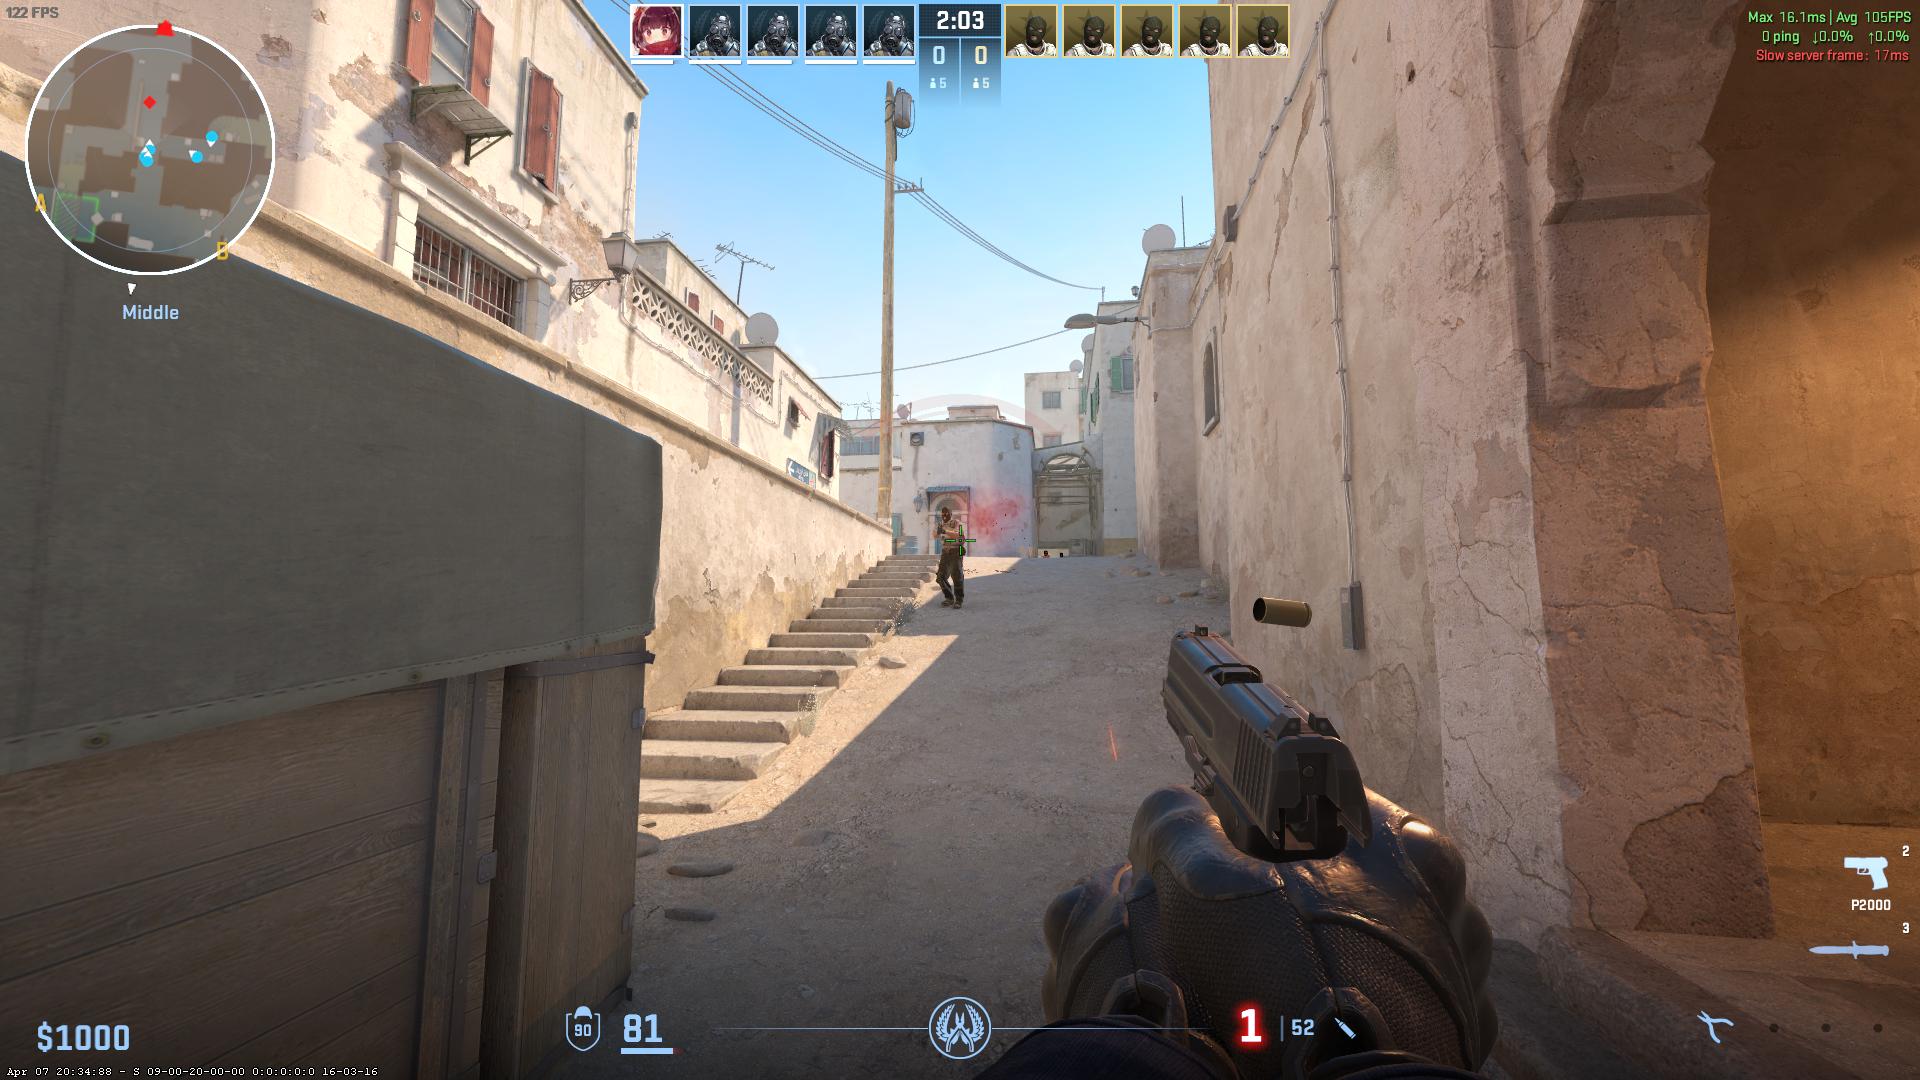 122 FPS
2:03
0 0
5 5
Max 16.1ms | Avg 105FPS
0 ping ↓0.0% ↑0.0%
Slow server frame: 17ms
A
B
Middle
2
P2000
3
$1000
90
81
1 | 52
Apr 07 20:34:88 - S 09-00-20-00-00 0:0:0:0:0 16-03-16